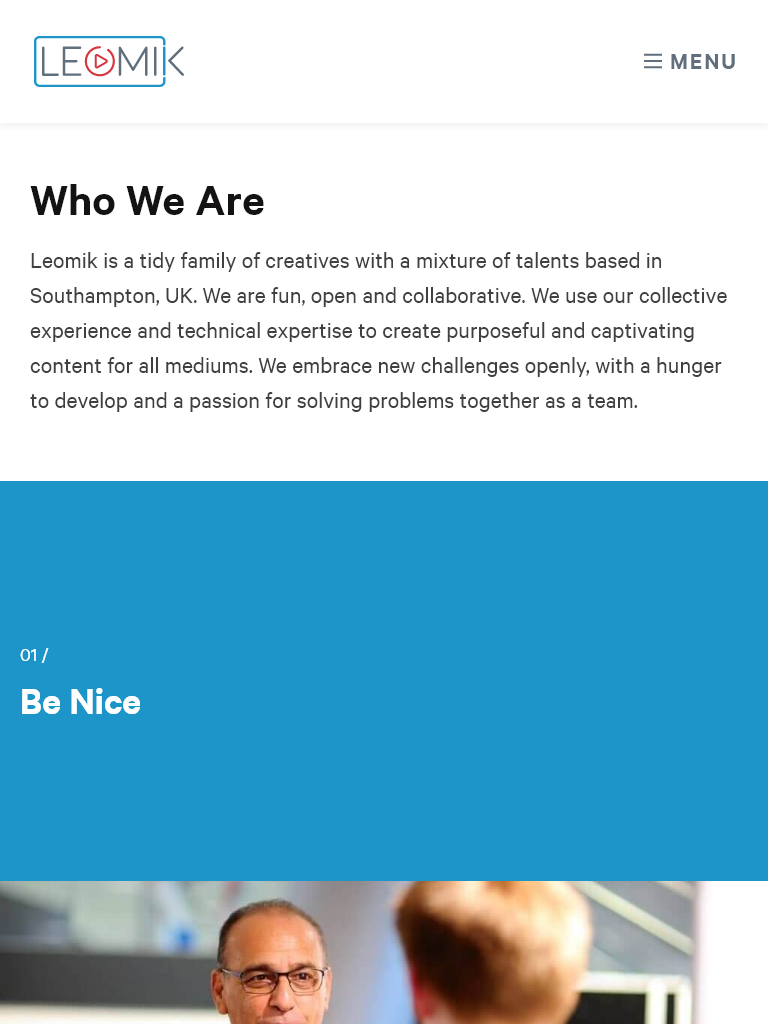 LEOMIK
MENU
Who We Are
Leomik is a tidy family of creatives with a mixture of talents based in
Southampton, UK. We are fun, open and collaborative. We use our collective
experience and technical expertise to create purposeful and captivating
content for all mediums. We embrace new challenges openly, with a hunger
to develop and a passion for solving problems together as a team.
01 /
Be Nice